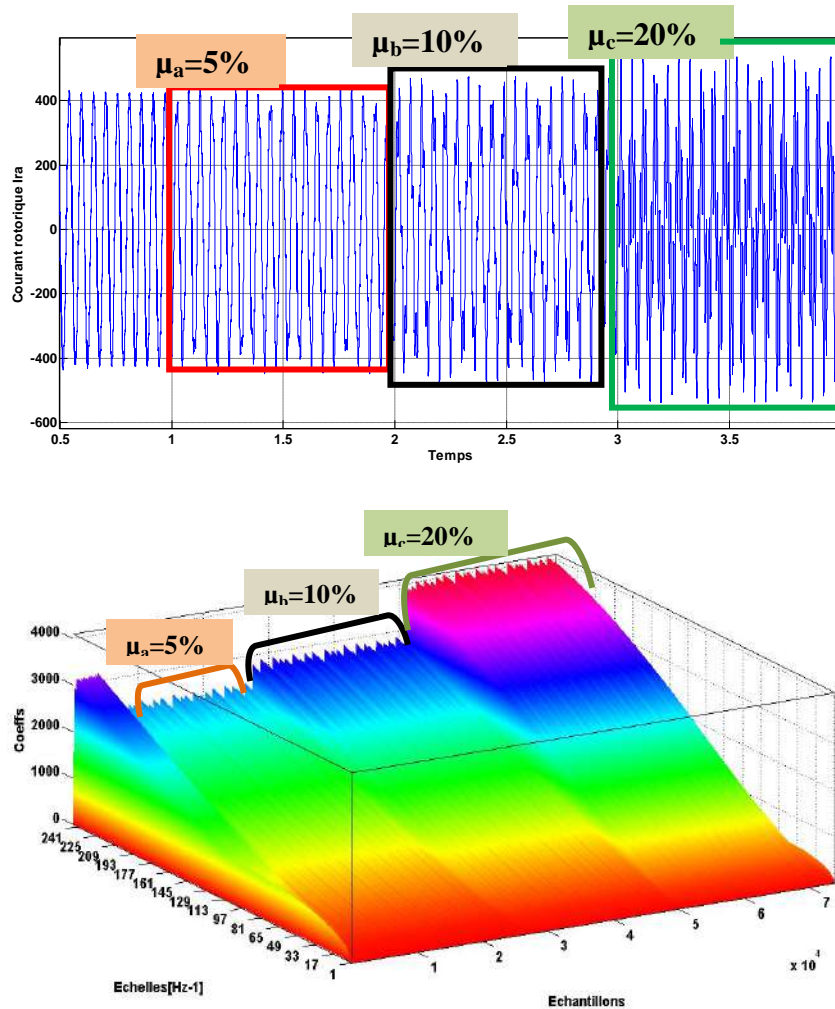 µa=5%
µb=10%
µc=20%
400
200
0
-200
-400
-600
0.5 1 1.5 2 2.5 3 3.5
Courant rotorique Ira
Temps
µc=20%
µb=10%
µa=5%
4000
3000
2000
1000
0
Coeffs
241 225 209 193 177 161 145 129 113 97 81 65 49 33 17 1
Echelles[Hz-1]
1 2 3 4 5 6 7
x 10^4
Echantillons